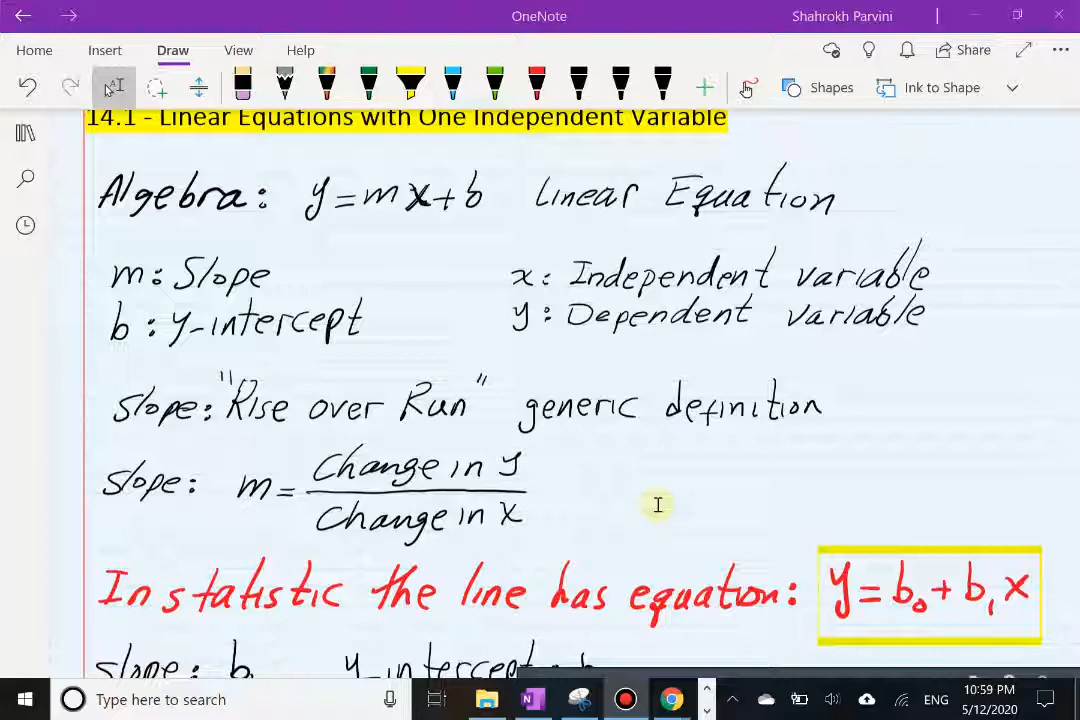 OneNote
Shahrokh Parvini
Home Insert Draw View Help
Share
Shapes
Ink to Shape
14.1 - Linear Equations with One Independent Variable
Algebra: y = mx + b Linear Equation
m: Slope
x: Independent variable
b: y-intercept
y: Dependent variable
Slope: "Rise over Run" generic definition
Slope: m = Change in y
Change in x
In statistic the line has equation: y = b₀ + b₁ x
Slope: b
y-intercept
Type here to search
ENG
10:59 PM
5/12/2020